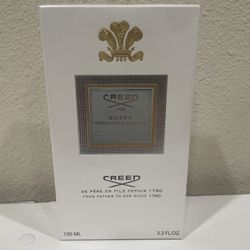 CREED
1760
SILVER
MOUNTAIN WATER
CREED
DE PÈRE EN FILS DEPUIS 1760
FROM FATHER TO SON SINCE 1760
100 ML
3.3 FL.OZ.